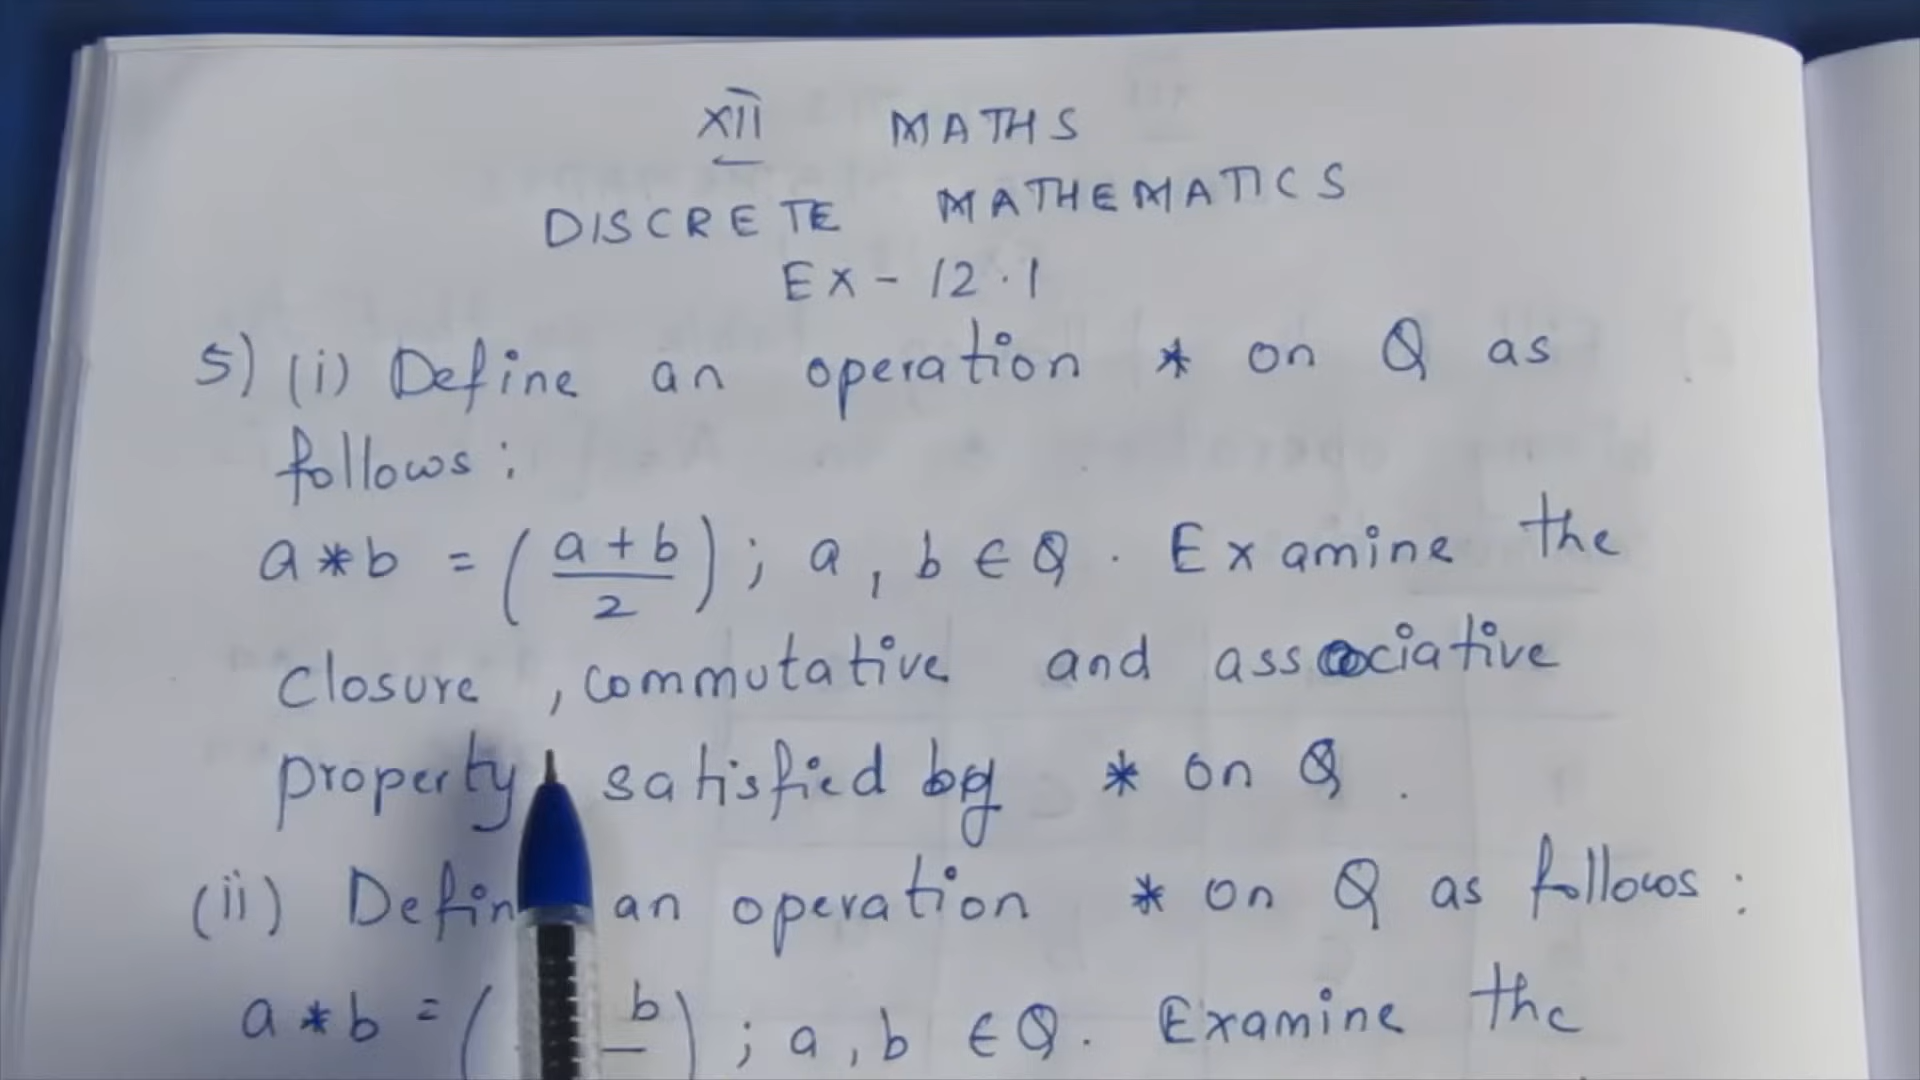 XII MATHS
DISCRETE MATHEMATICS
Ex - 12.1
5) (i) Define an operation * on Q as
follows:
a * b = (a + b / 2) ; a, b ∈ Q. Examine the
closure, commutative and associative
property satisfied by * on Q.
(ii) an operation * on Q as follows:
a * b = ( b ) ; a, b ∈ Q. Examine the